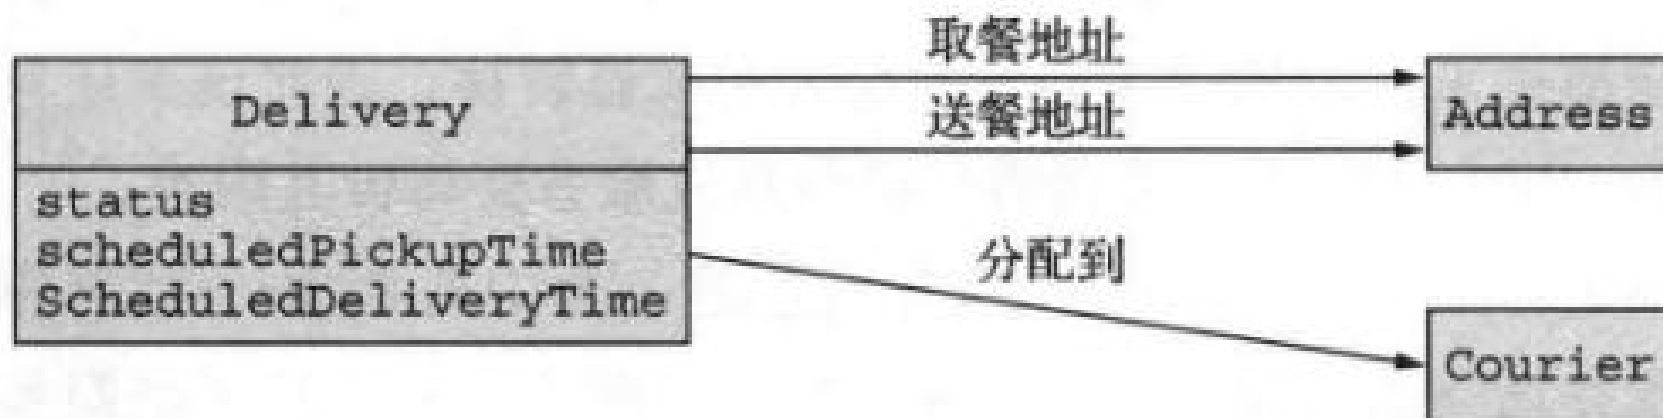 取餐地址
Delivery
送餐地址
Address
status
scheduledPickupTime
分配到
ScheduledDeliveryTime
Courier